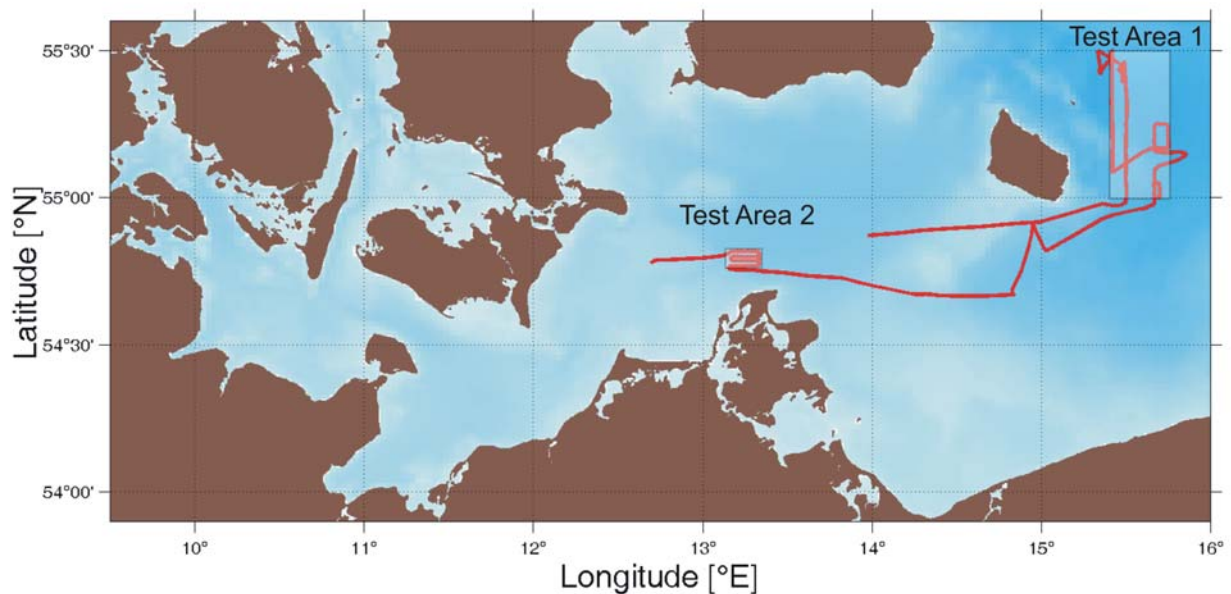 55°30'
Test Area 1
Latitude [°N]
55°00'
Test Area 2
54°30'
54°00'
10° 11° 12° 13° 14° 15° 16°
Longitude [°E]